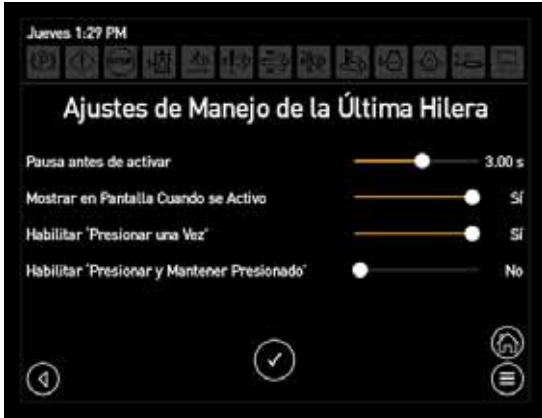 Jueves 1:29 PM
Ajustes de Manejo de la Última Hilera
Pausa antes de activar 3.00 s
Mostrar en Pantalla Cuando se Activo Sí
Habilitar 'Presionar una Vez' Sí
Habilitar 'Presionar y Mantener Presionado' No